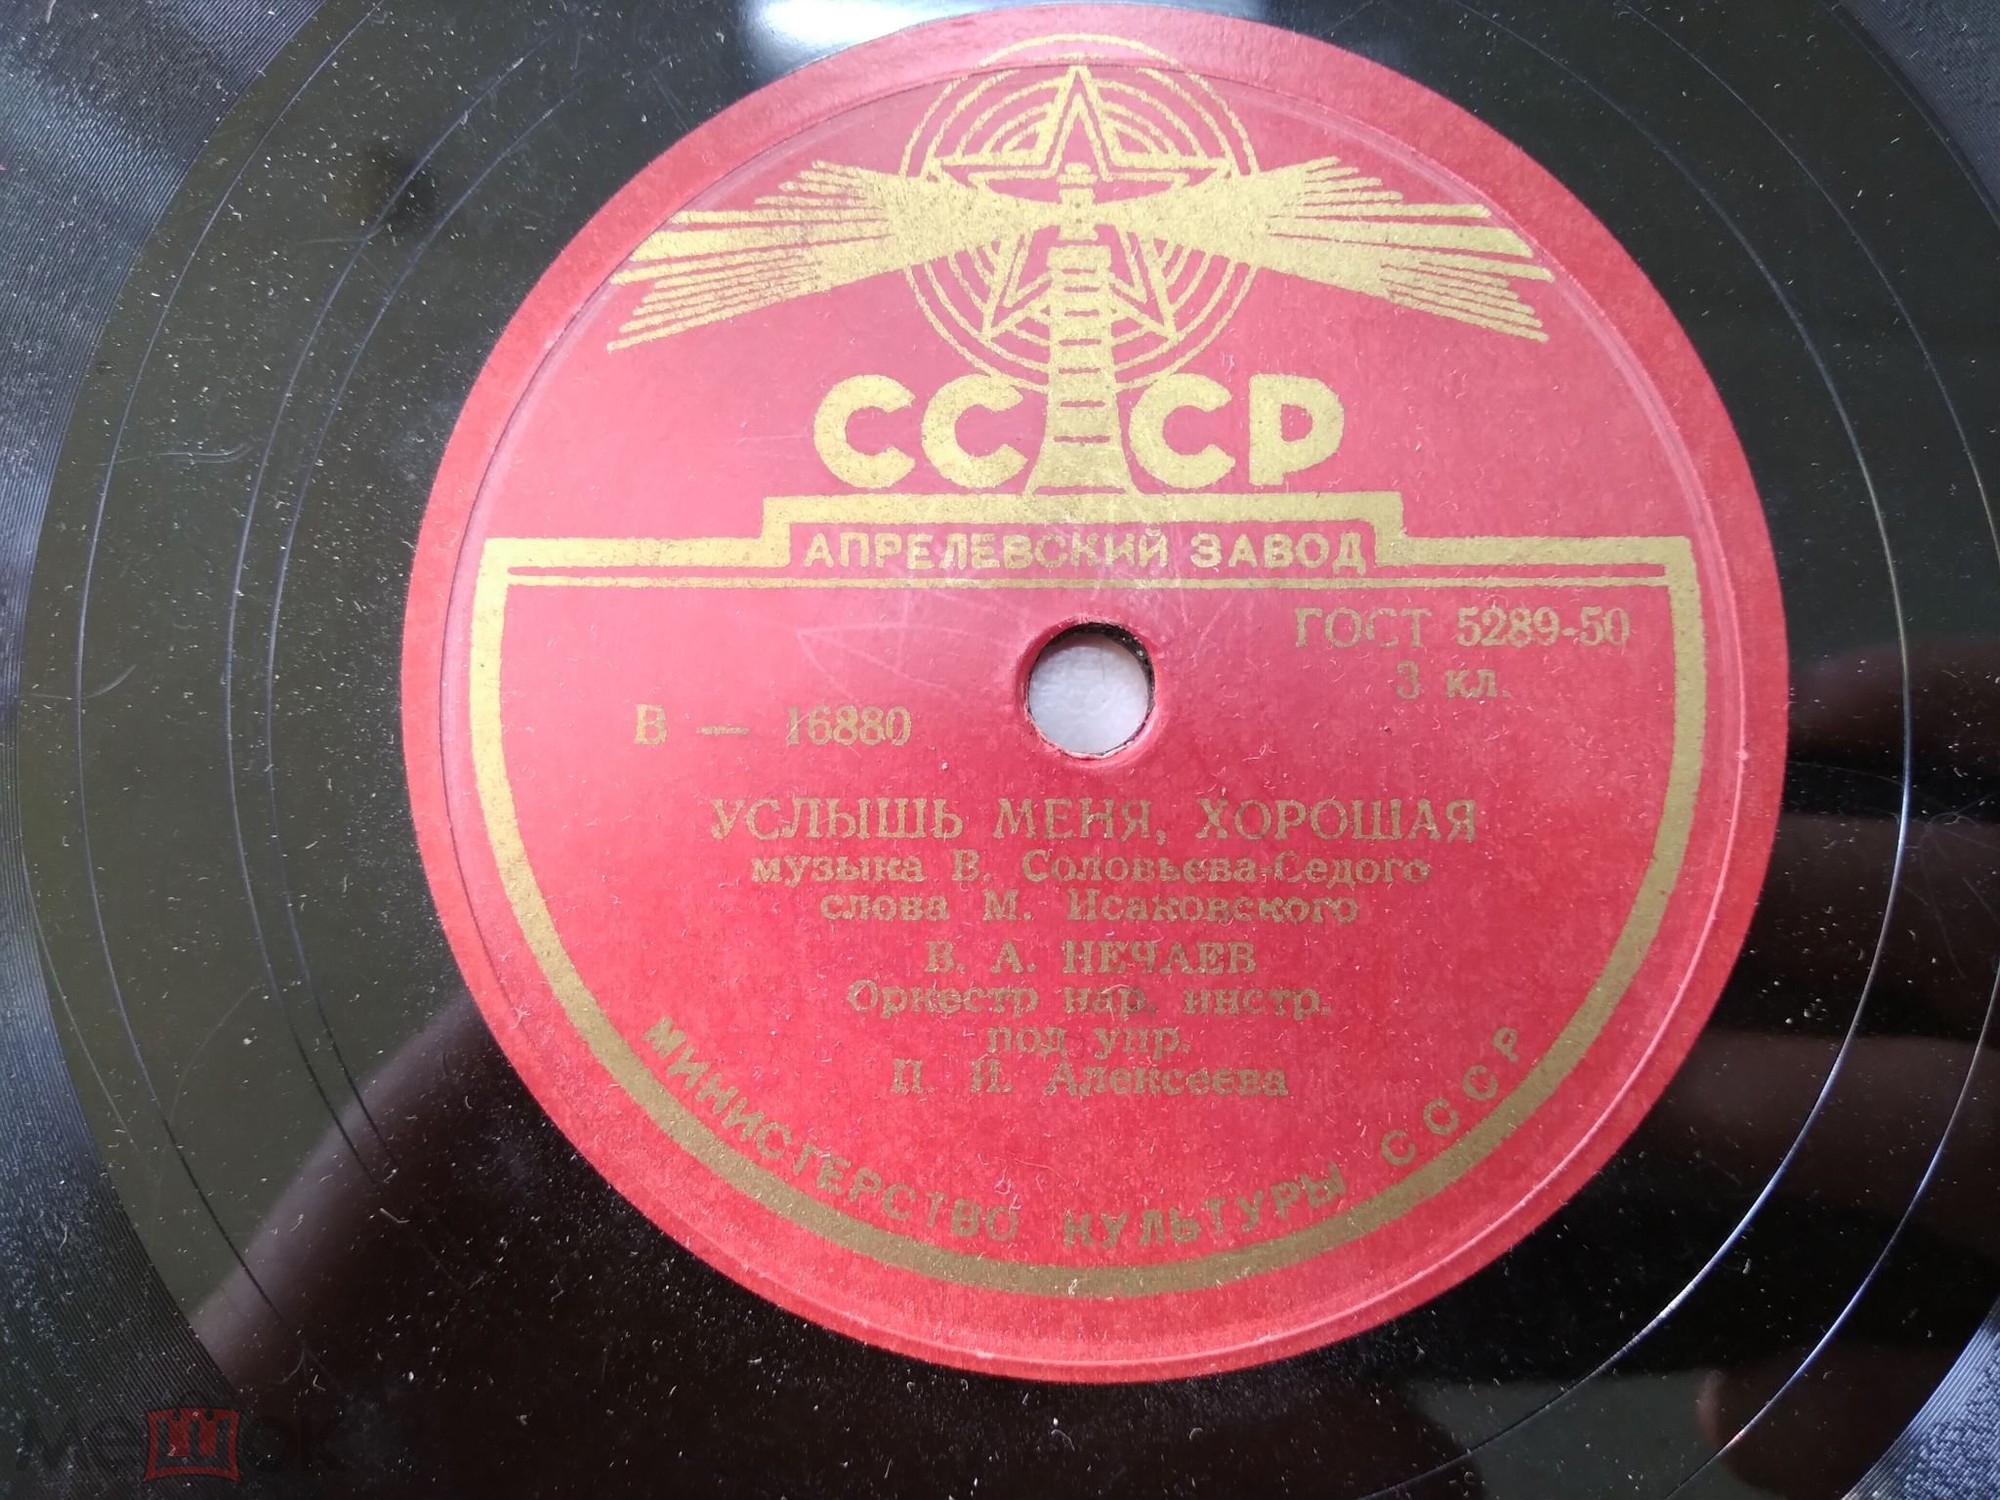 СССР
АПРЕЛЕВСКИЙ ЗАВОД
ГОСТ 5289-50
3 кл.
В — 16880
УСЛЫШЬ МЕНЯ, ХОРОШАЯ
музыка В. Соловьева-Седого
слова М. Исаковского
В. А. НЕЧАЕВ
Оркестр нар. инстр.
под упр.
П. И. Алексеева
МИНИСТЕРСТВО КУЛЬТУРЫ СССР
мешок